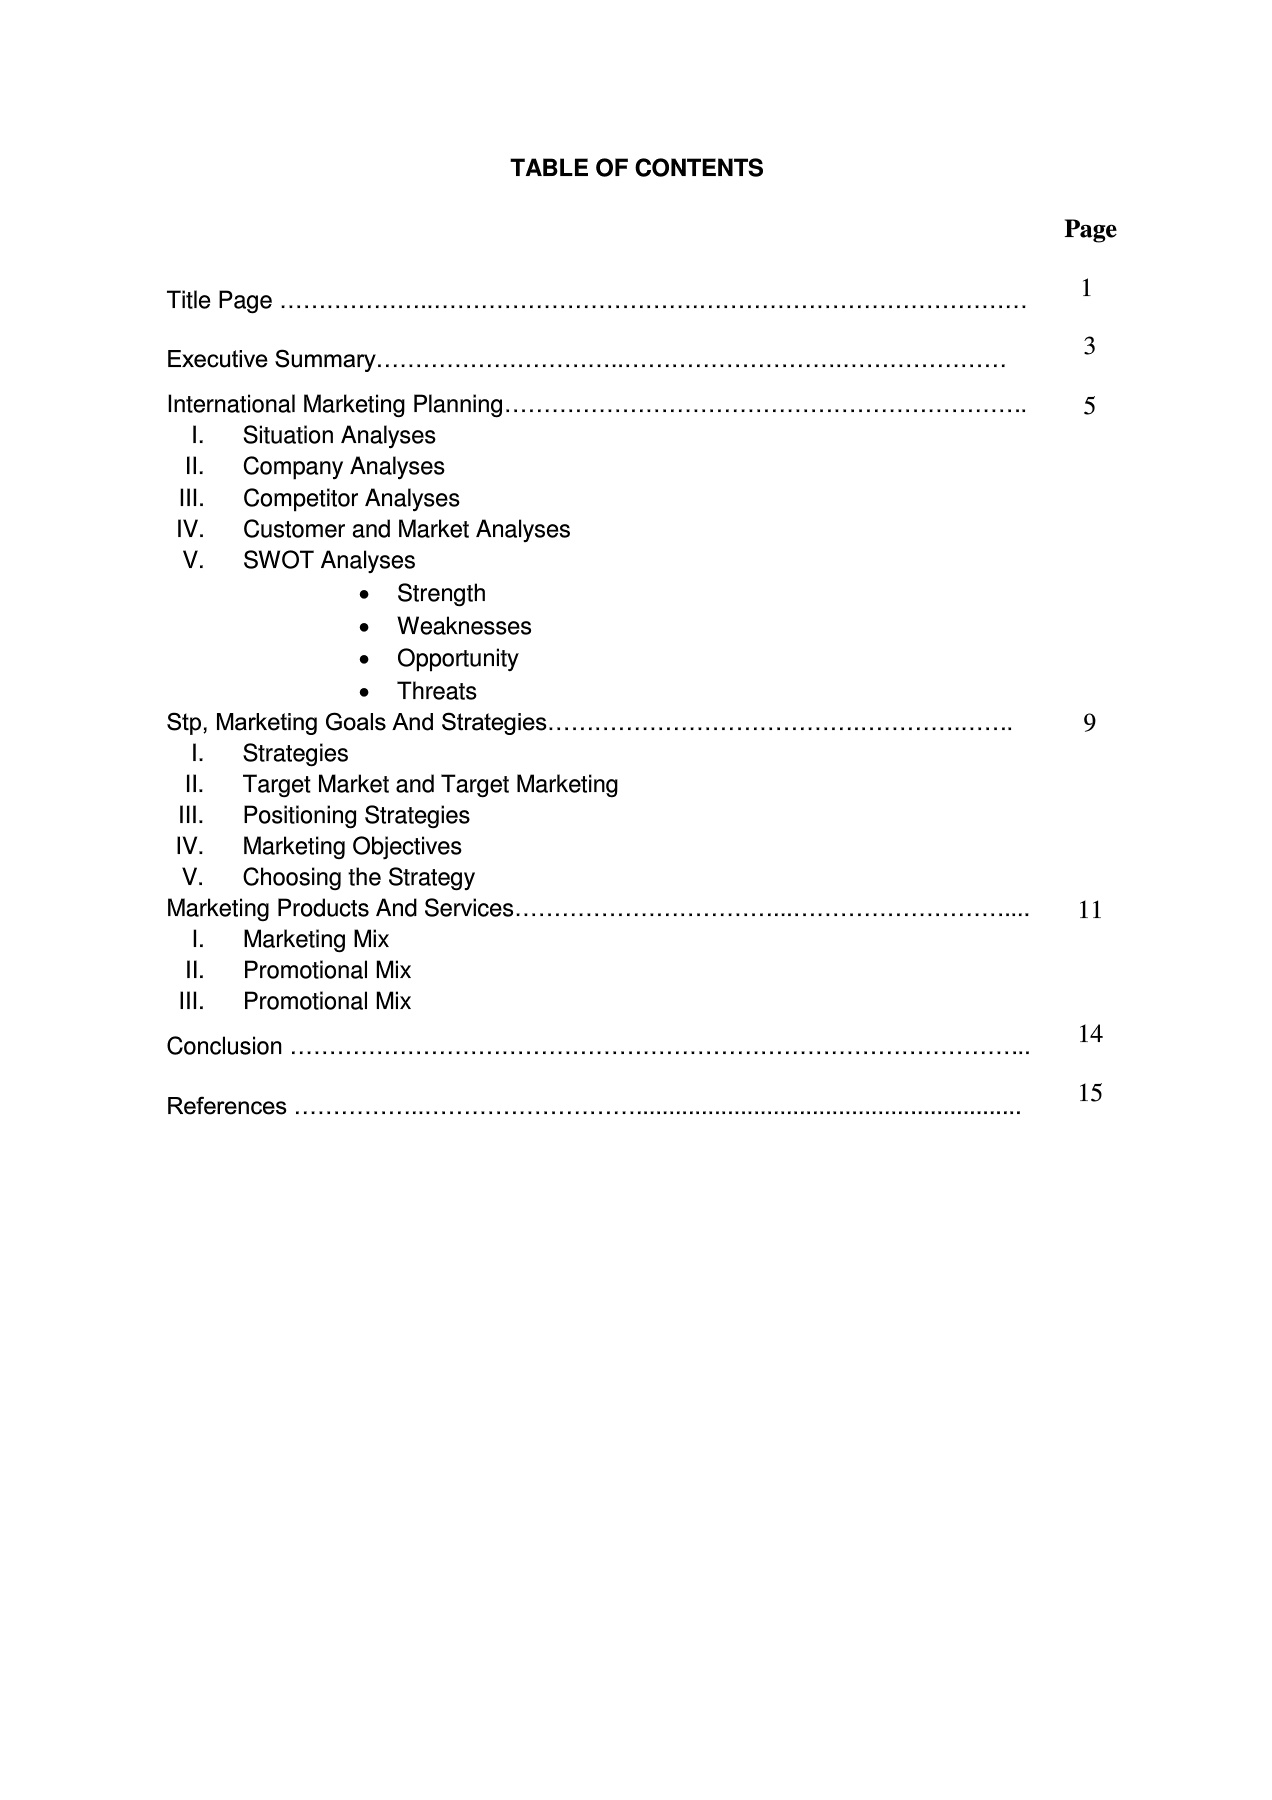 TABLE OF CONTENTS
Page
Title Page ………………..…………………………….………………………………… 1
Executive Summary…………………………..……………………….………………… 3
International Marketing Planning………………………………………………….…….. 5
I. Situation Analyses
II. Company Analyses
III. Competitor Analyses
IV. Customer and Market Analyses
V. SWOT Analyses
• Strength
• Weaknesses
• Opportunity
• Threats
Stp, Marketing Goals And Strategies………………………………….………….…….. 9
I. Strategies
II. Target Market and Target Marketing
III. Positioning Strategies
IV. Marketing Objectives
V. Choosing the Strategy
Marketing Products And Services……………………………...……………………….... 11
I. Marketing Mix
II. Promotional Mix
III. Promotional Mix
Conclusion ………………………………………………………………………………….. 14
References ……………..………………………............................................................ 15